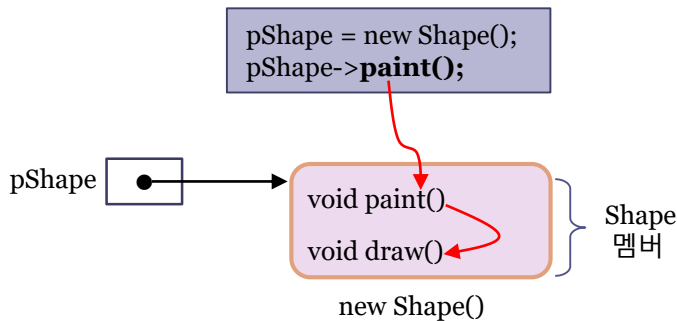 pShape = new Shape();
pShape->paint();
pShape
void paint()
void draw()
Shape
멤버
new Shape()